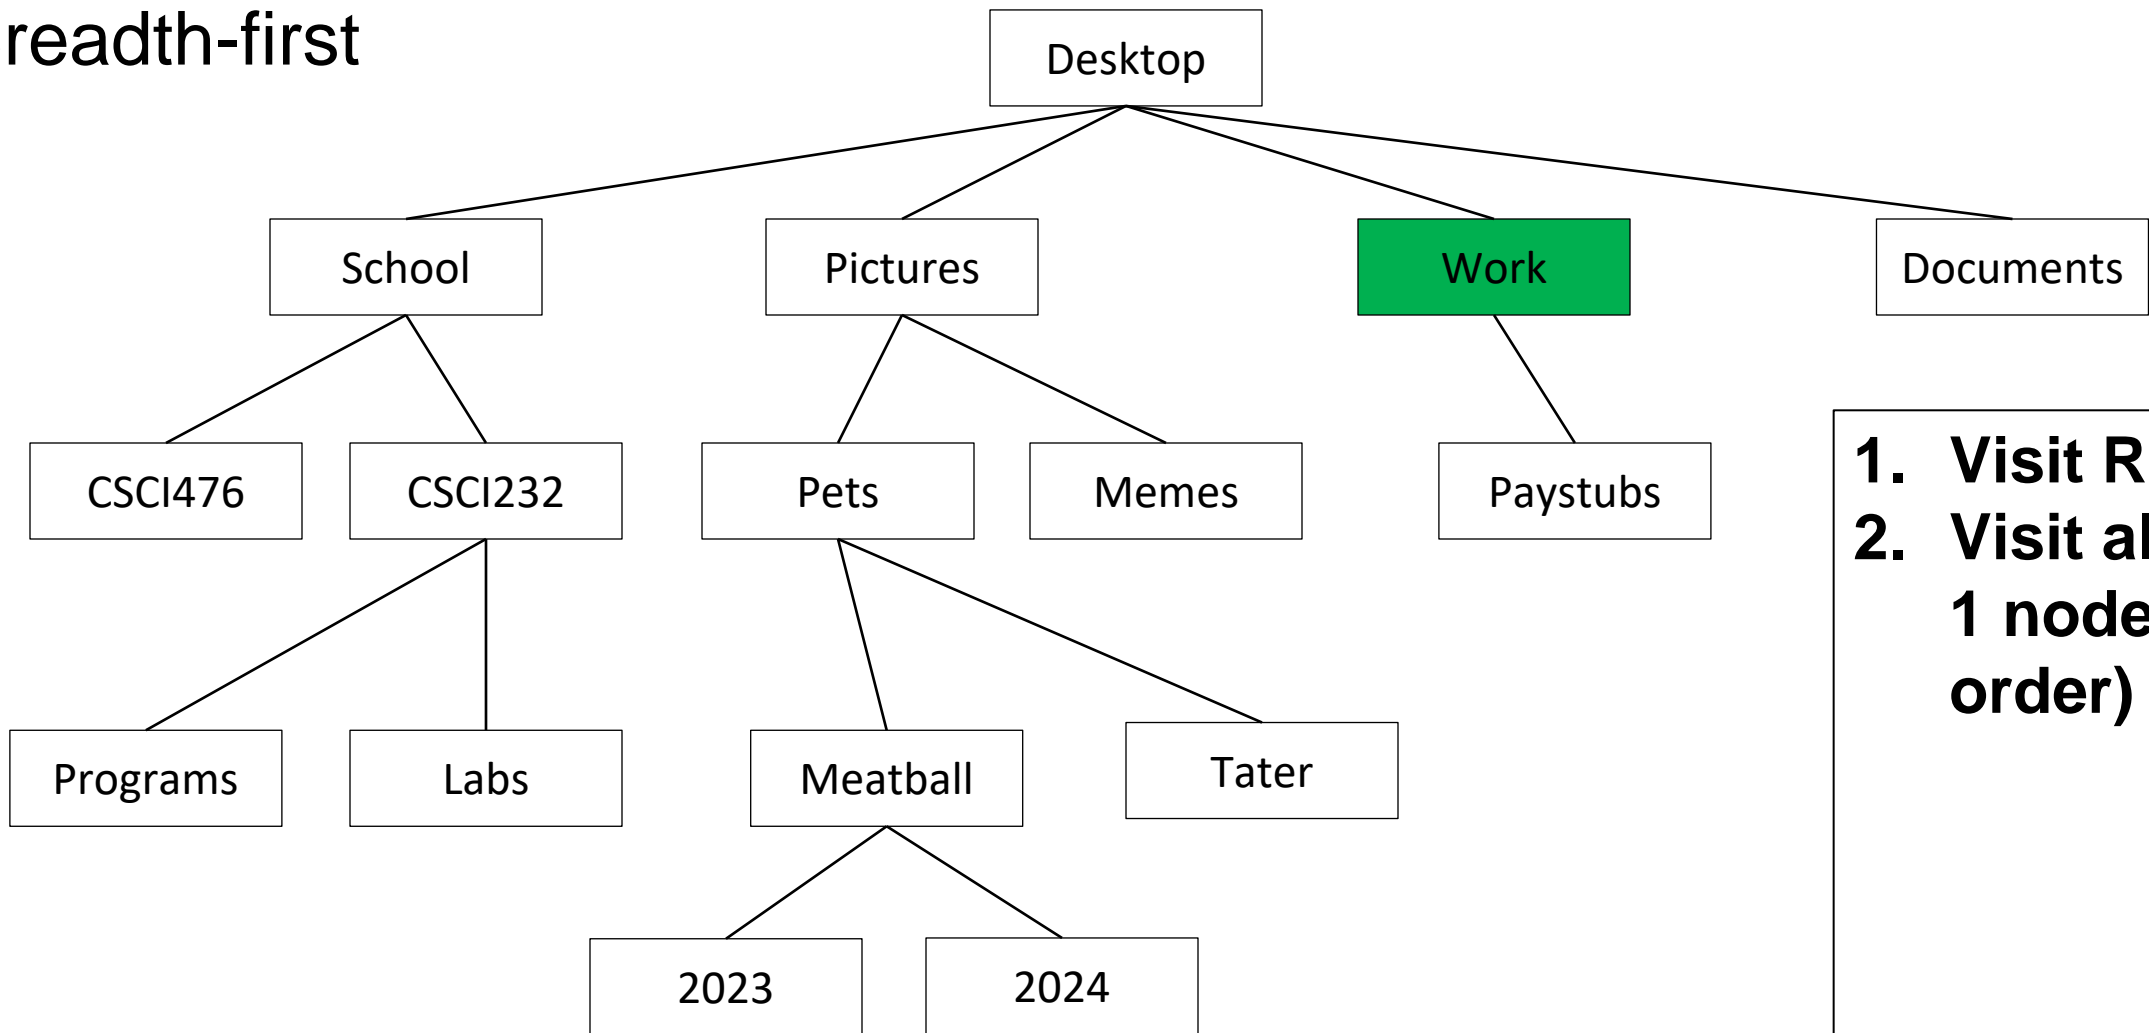 readth-first
Desktop
School
Pictures
Work
Documents
CSCI476
CSCI232
Pets
Memes
Paystubs
1. Visit R
2. Visit al
1 node
order)
Programs
Labs
Meatball
Tater
2023
2024